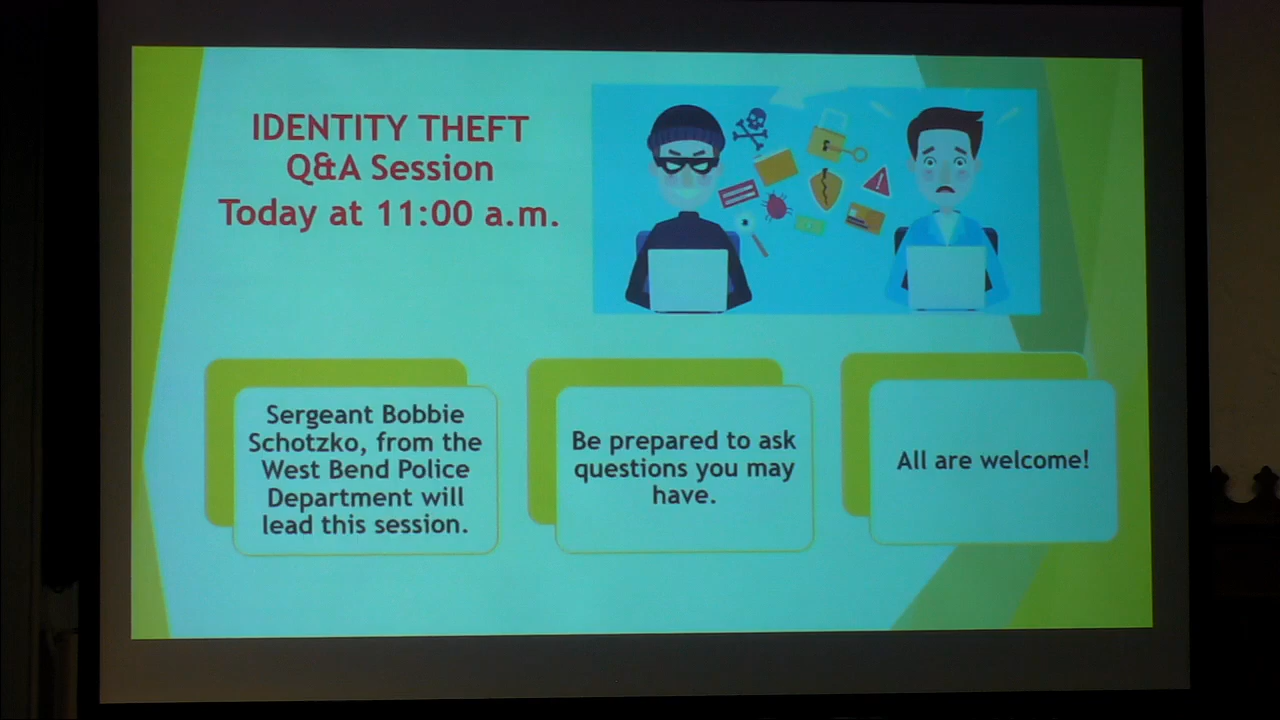 IDENTITY THEFT
Q&A Session
Today at 11:00 a.m.
Sergeant Bobbie
Schotzko, from the
West Bend Police
Department will
lead this session.
Be prepared to ask
questions you may
have.
All are welcome!